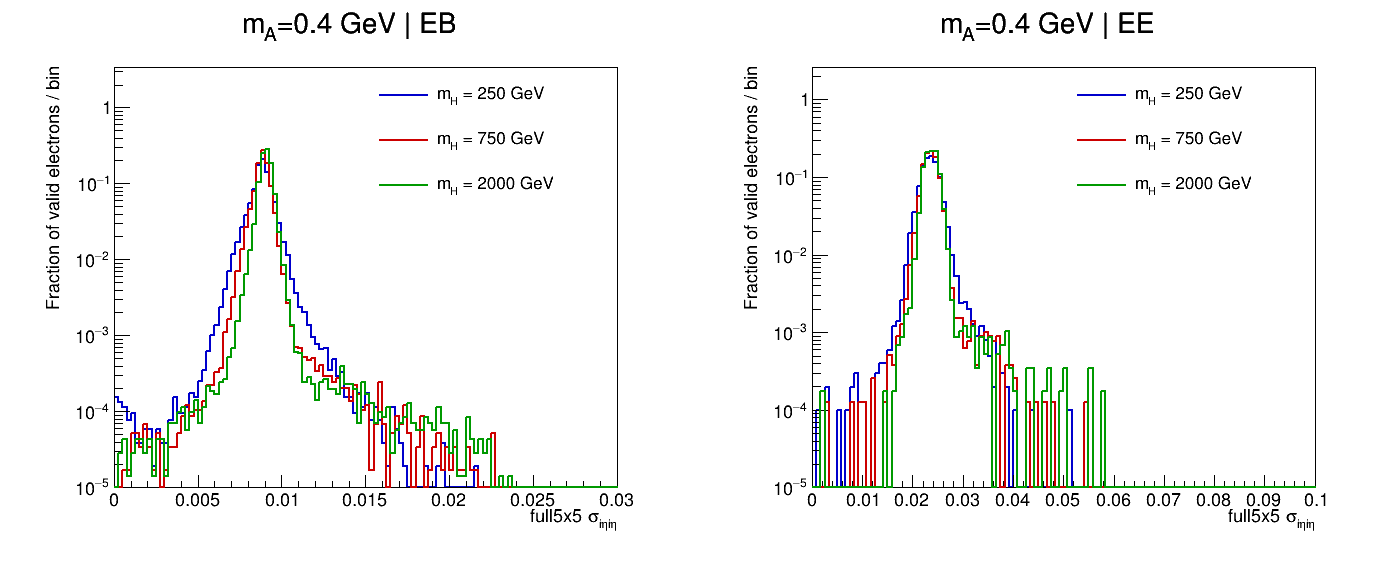 m_A=0.4 GeV | EB
Fraction of valid electrons / bin
1
10⁻¹
10⁻²
10⁻³
10⁻⁴
10⁻⁵
m_H = 250 GeV
m_H = 750 GeV
m_H = 2000 GeV
0 0.005 0.01 0.015 0.02 0.025 0.03
full5x5 σ_iηiη
m_A=0.4 GeV | EE
Fraction of valid electrons / bin
1
10⁻¹
10⁻²
10⁻³
10⁻⁴
10⁻⁵
m_H = 250 GeV
m_H = 750 GeV
m_H = 2000 GeV
0 0.01 0.02 0.03 0.04 0.05 0.06 0.07 0.08 0.09 0.1
full5x5 σ_iηiη